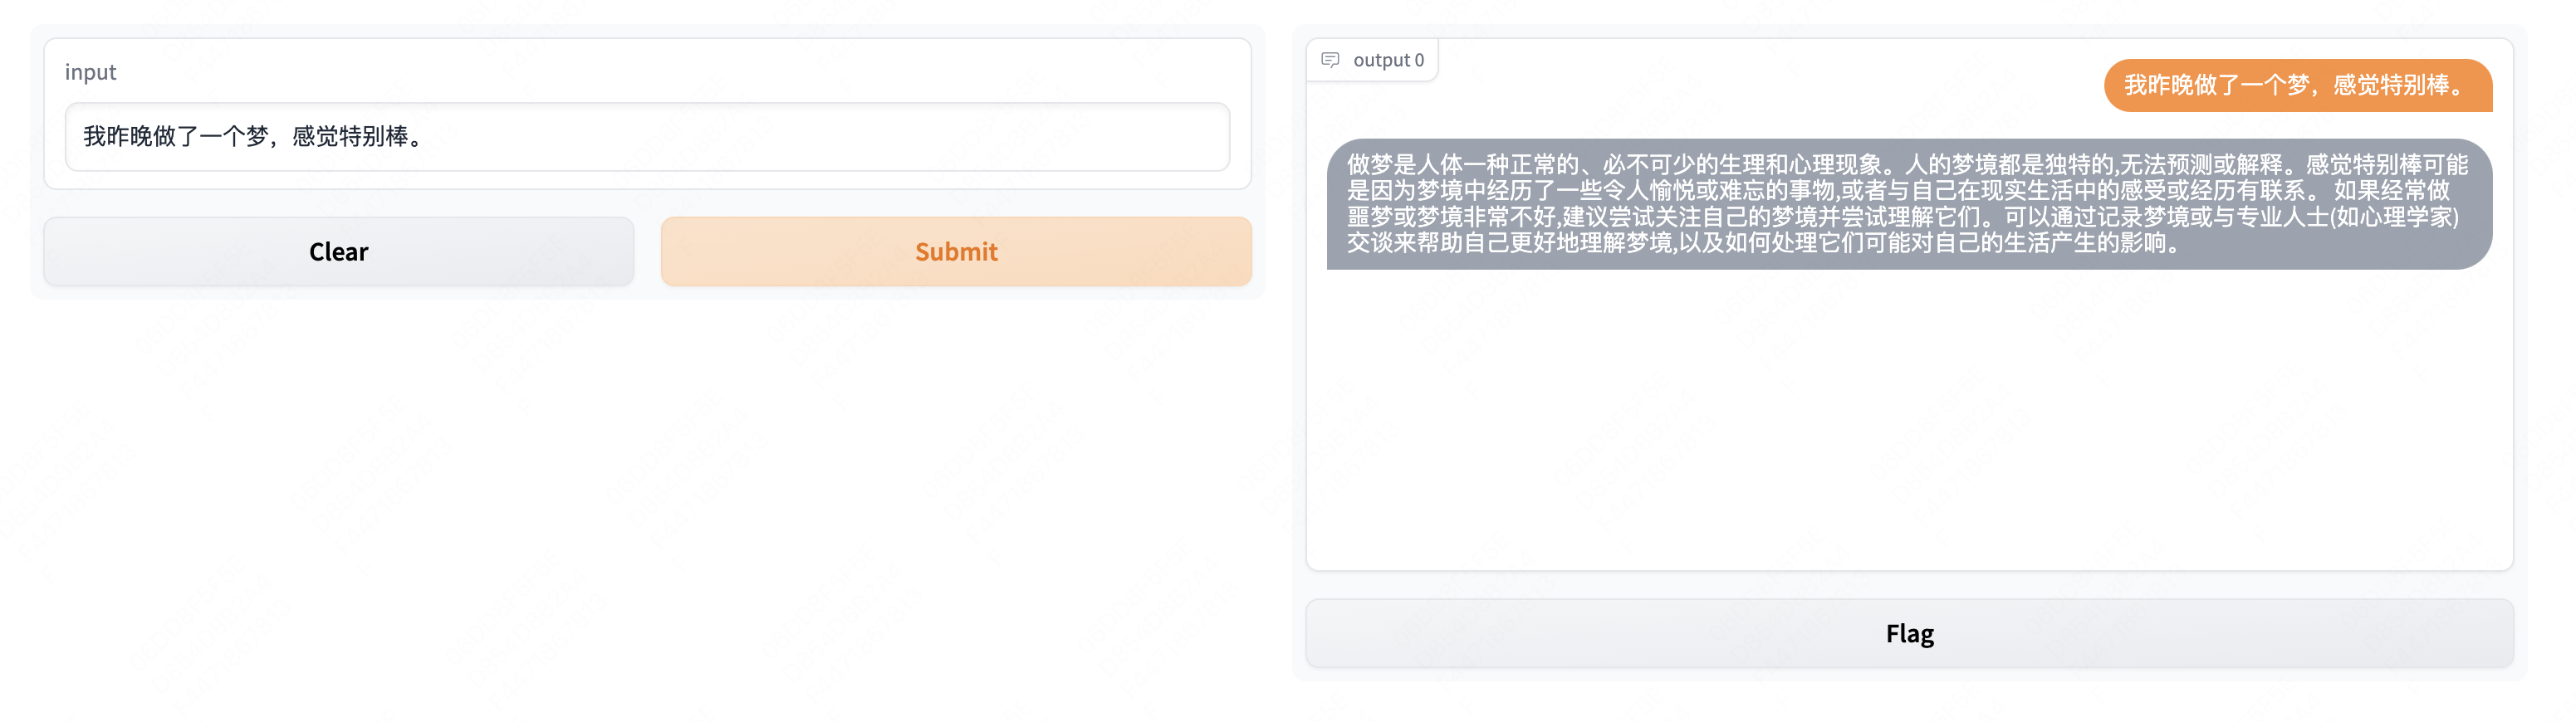 input
我昨晚做了一个梦，感觉特别棒。
Clear
Submit
output 0
我昨晚做了一个梦，感觉特别棒。
做梦是人体一种正常的、必不可少的生理和心理现象。人的梦境都是独特的,无法预测或解释。感觉特别棒可能
是因为梦境中经历了一些令人愉悦或难忘的事物,或者与自己在现实生活中的感受或经历有联系。 如果经常做
噩梦或梦境非常不好,建议尝试关注自己的梦境并尝试理解它们。可以通过记录梦境或与专业人士(如心理学家)
交谈来帮助自己更好地理解梦境,以及如何处理它们可能对自己的生活产生的影响。
Flag